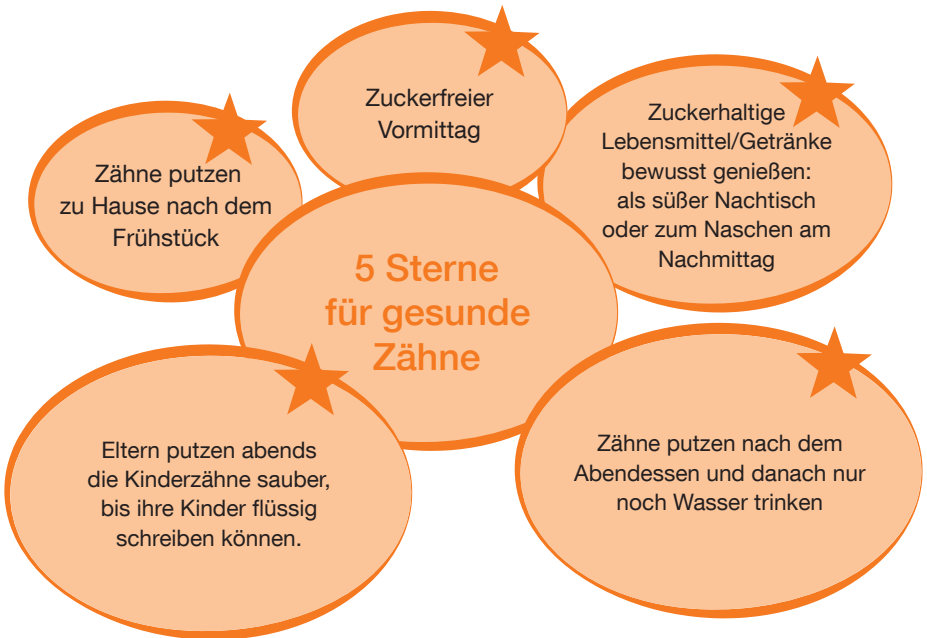 5 Sterne
für gesunde
Zähne
Zähne putzen
zu Hause nach dem
Frühstück
Zuckerfreier
Vormittag
Zuckerhaltige
Lebensmittel/Getränke
bewusst genießen:
als süßer Nachtisch
oder zum Naschen am
Nachmittag
Zähne putzen nach dem
Abendessen und danach nur
noch Wasser trinken
Eltern putzen abends
die Kinderzähne sauber,
bis ihre Kinder flüssig
schreiben können.